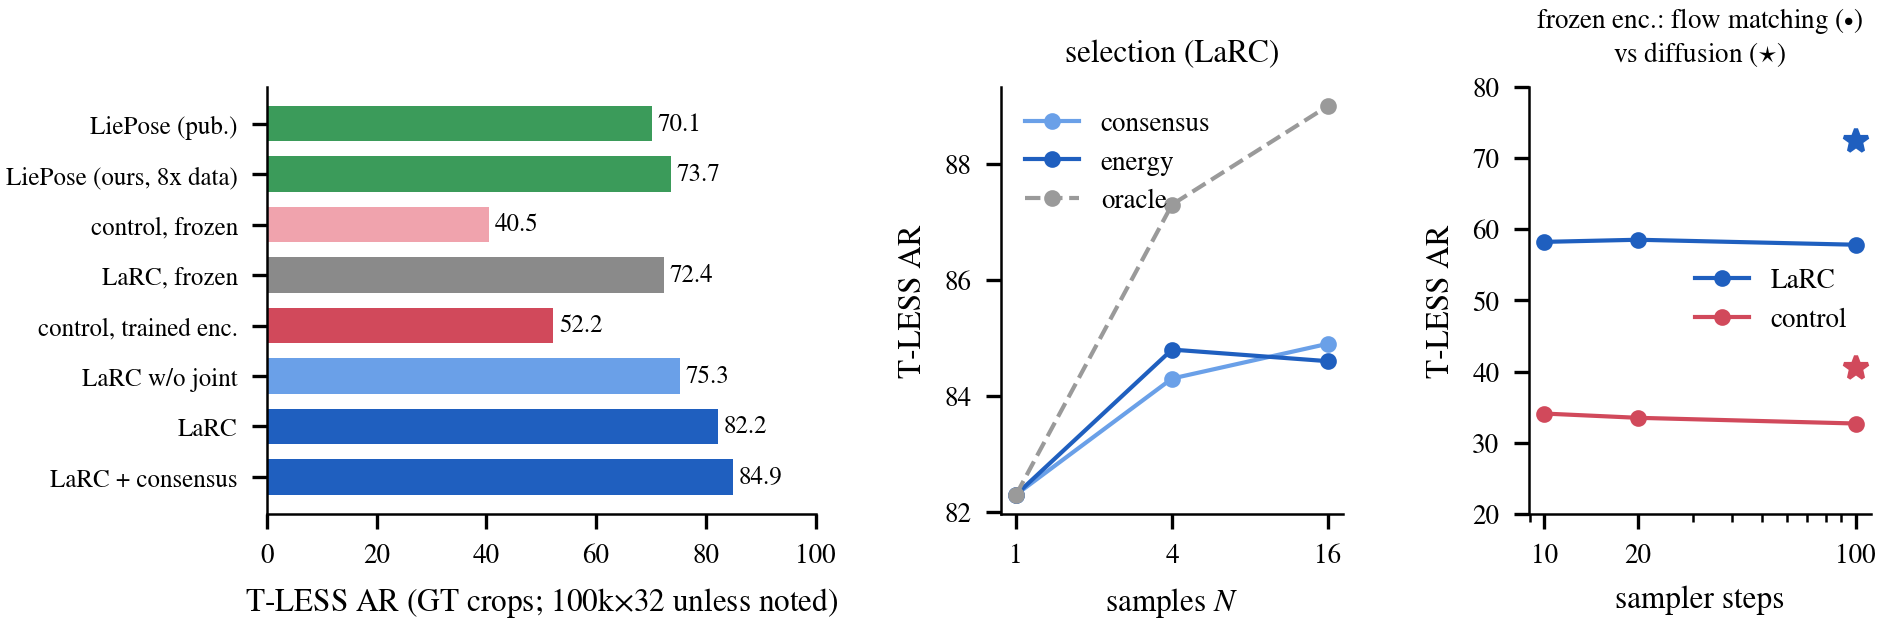 LiePose (pub.)
70.1
LiePose (ours, 8x data)
73.7
control, frozen
40.5
LaRC, frozen
72.4
control, trained enc.
52.2
LaRC w/o joint
75.3
LaRC
82.2
LaRC + consensus
84.9
0 20 40 60 80 100
T-LESS AR (GT crops; 100k×32 unless noted)
selection (LaRC)
consensus
energy
oracle
T-LESS AR
88
86
84
82
1 4 16
samples N
frozen enc.: flow matching (•)
vs diffusion (★)
T-LESS AR
80
70
60
50
40
30
20
LaRC
control
10 20 100
sampler steps